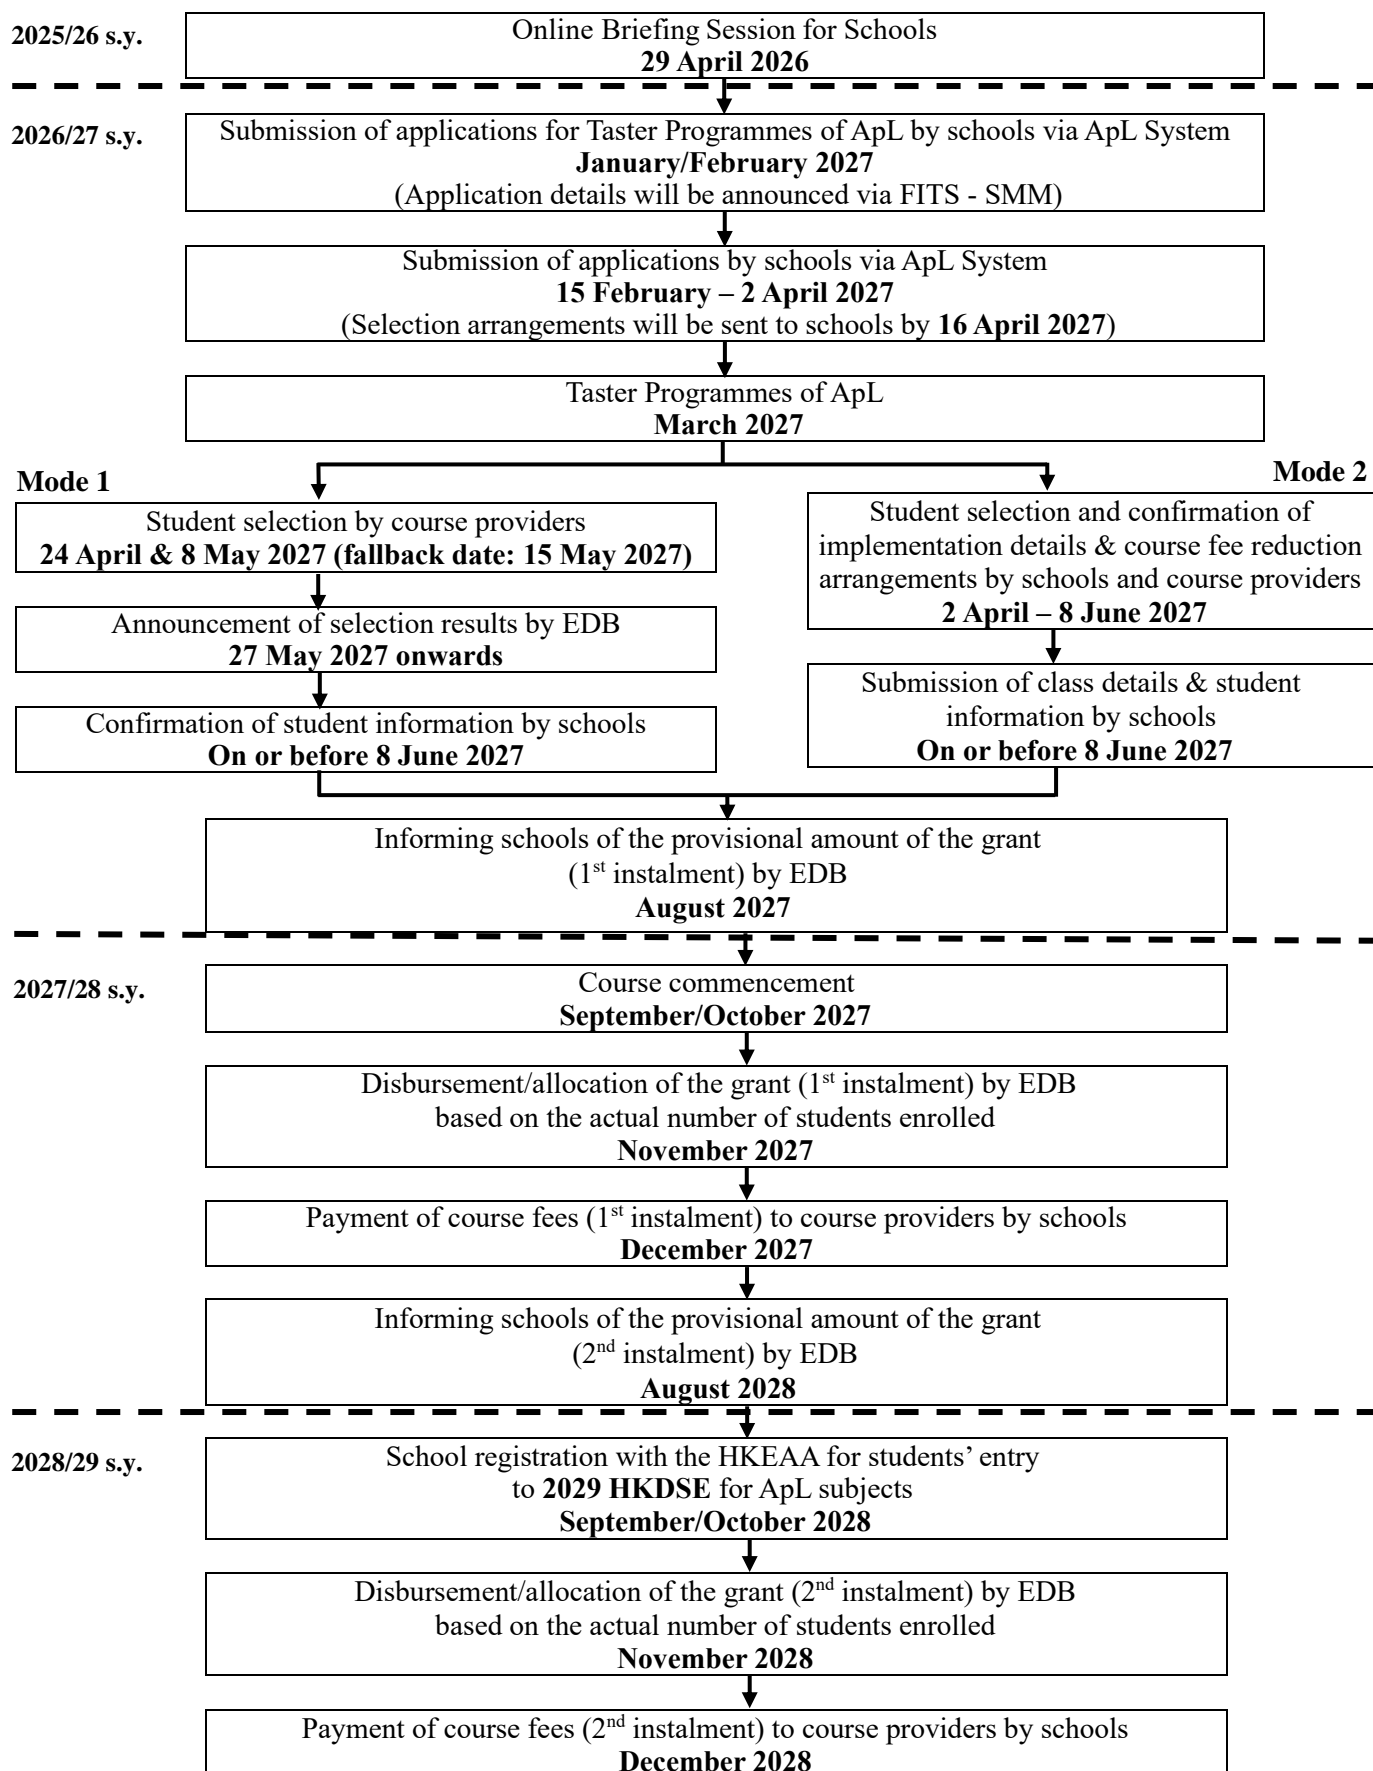 2025/26 s.y.
Online Briefing Session for Schools
29 April 2026
2026/27 s.y.
Submission of applications for Taster Programmes of ApL by schools via ApL System
January/February 2027
(Application details will be announced via FITS - SMM)
Submission of applications by schools via ApL System
15 February – 2 April 2027
(Selection arrangements will be sent to schools by 16 April 2027)
Taster Programmes of ApL
March 2027
Mode 1
Student selection by course providers
24 April & 8 May 2027 (fallback date: 15 May 2027)
Announcement of selection results by EDB
27 May 2027 onwards
Confirmation of student information by schools
On or before 8 June 2027
Mode 2
Student selection and confirmation of
implementation details & course fee reduction
arrangements by schools and course providers
2 April – 8 June 2027
Submission of class details & student
information by schools
On or before 8 June 2027
Informing schools of the provisional amount of the grant
(1st instalment) by EDB
August 2027
2027/28 s.y.
Course commencement
September/October 2027
Disbursement/allocation of the grant (1st instalment) by EDB
based on the actual number of students enrolled
November 2027
Payment of course fees (1st instalment) to course providers by schools
December 2027
Informing schools of the provisional amount of the grant
(2nd instalment) by EDB
August 2028
2028/29 s.y.
School registration with the HKEAA for students’ entry
to 2029 HKDSE for ApL subjects
September/October 2028
Disbursement/allocation of the grant (2nd instalment) by EDB
based on the actual number of students enrolled
November 2028
Payment of course fees (2nd instalment) to course providers by schools
December 2028